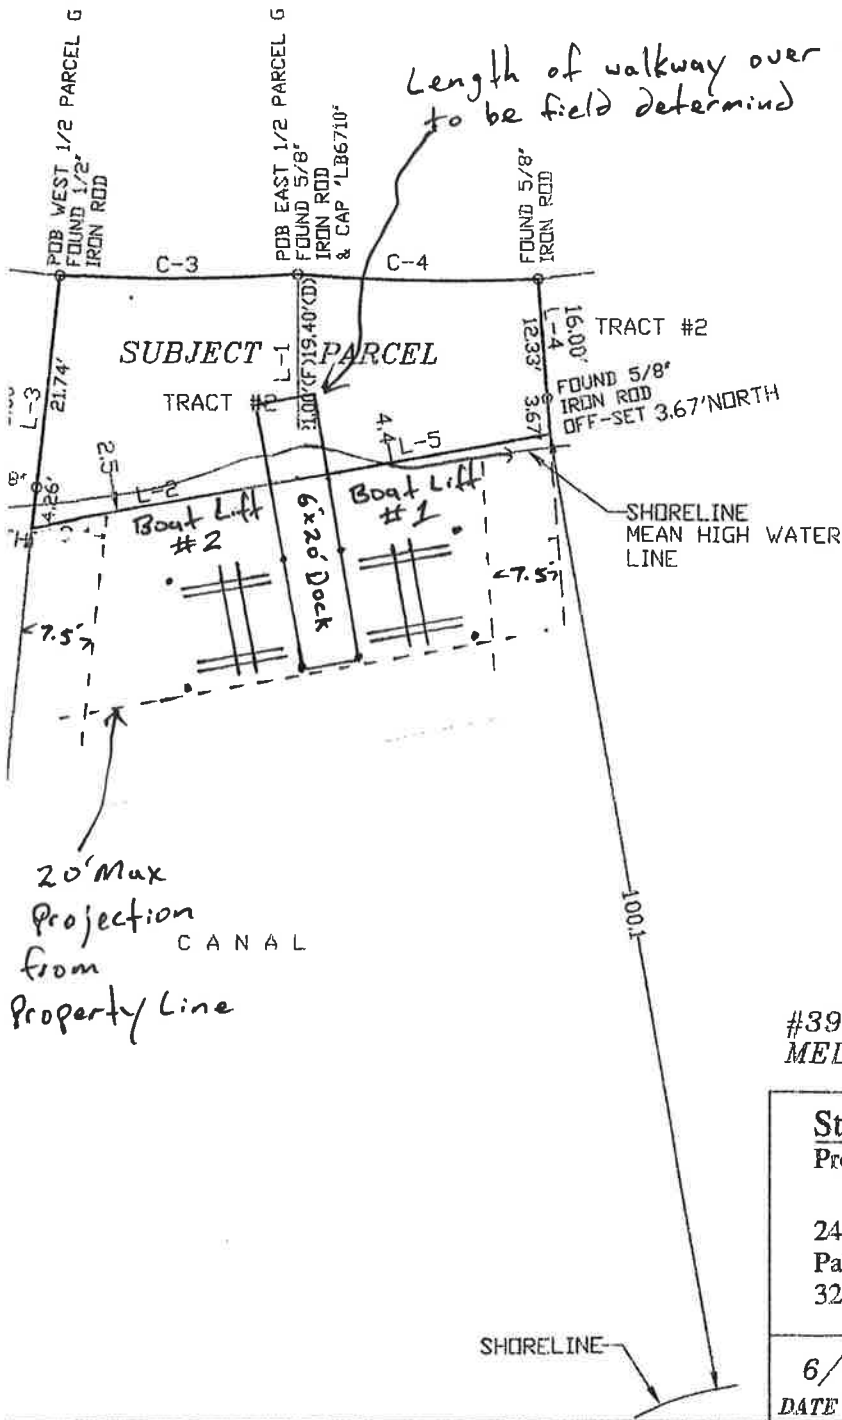 POB WEST 1/2 PARCEL G
FOUND 1/2"
IRON ROD
POB EAST 1/2 PARCEL G
FOUND 5/8"
IRON ROD
& CAP "LB6710"
Length of walkway over
to be field determind
FOUND 5/8"
IRON ROD
C-3
C-4
L-3
21.74'
4.26'
L-1
19.40'(D)
SUBJECT PARCEL
TRACT #2
16.00'
L-4
12.33'
3.67'
TRACT #2
FOUND 5/8"
IRON ROD
OFF-SET 3.67'NORTH
2.5
L-2
4.4
L-5
Boat Lift
#2
6'x20' Dock
Boat Lift
#1
SHORELINE
MEAN HIGH WATER
LINE
7.5'
7.5'
20' Max
Projection
from
Property Line
CANAL
100.1
#39
SHORELINE
24
32
6/
DATE